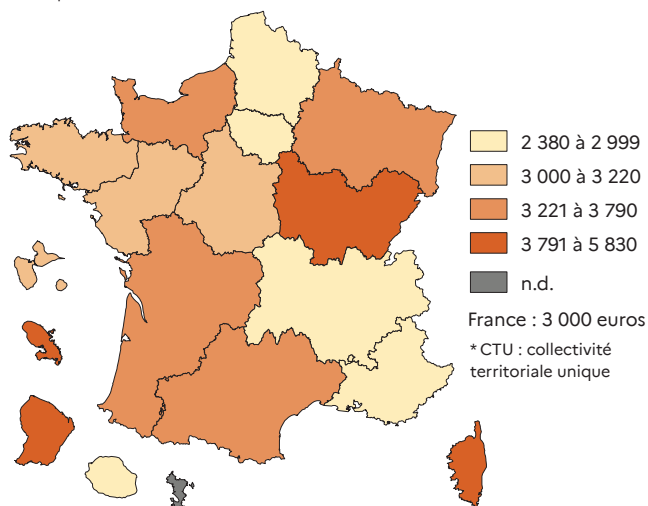 2 380 à 2 999
3 000 à 3 220
3 221 à 3 790
3 791 à 5 830
n.d.
France : 3 000 euros
* CTU : collectivité
territoriale unique